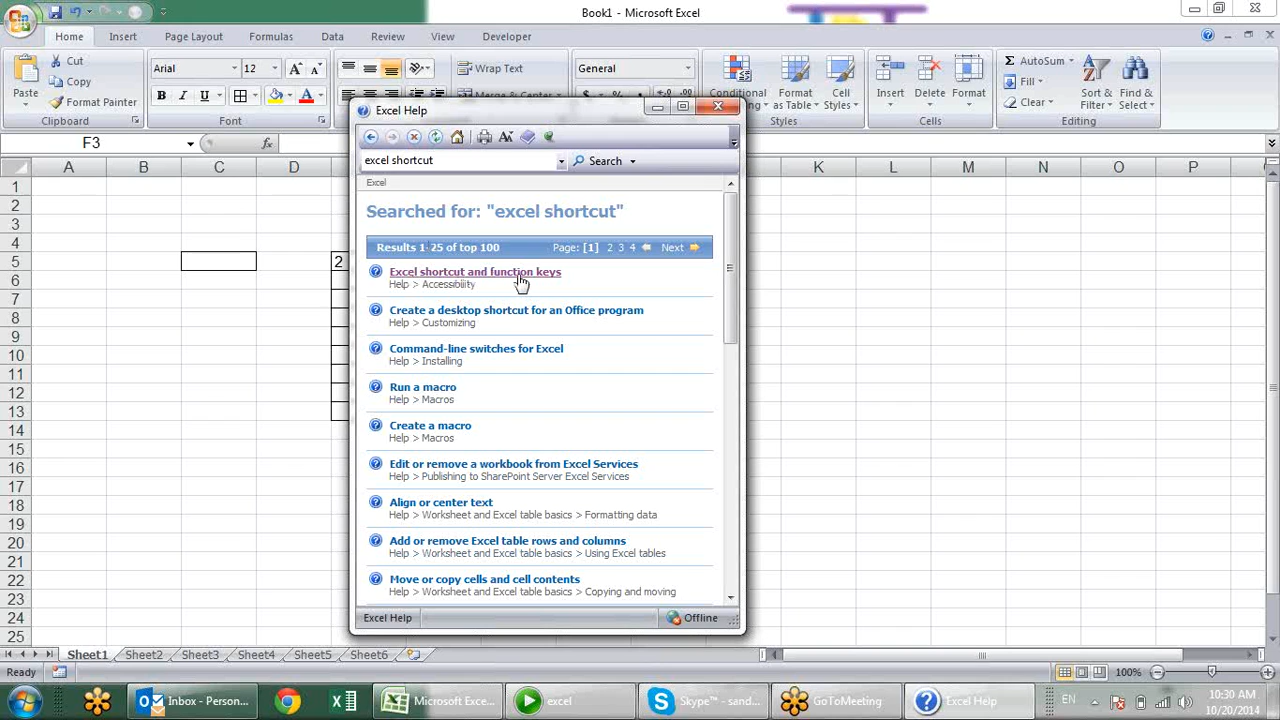 Book1 - Microsoft Excel
Home Insert Page Layout Formulas Data Review View Developer
Paste
Cut
Copy
Format Painter
Clipboard
Arial 12
B I U
Font
Wrap Text
General
Conditional
Format as Table
Cell Styles
Styles
Insert Delete Format
Cells
AutoSum
Fill
Clear
Sort & Filter
Find & Select
Editing
F3
fx
A B C D K L M N O P
1
2
3
4
5
2
6
7
8
9
10
11
12
13
14
15
16
17
18
19
20
21
22
23
24
25
Excel Help
excel shortcut
Search
Excel
Searched for: "excel shortcut"
Results 1-25 of top 100 Page: [1] 2 3 4 Next
Excel shortcut and function keys
Help > Accessibility
Create a desktop shortcut for an Office program
Help > Customizing
Command-line switches for Excel
Help > Installing
Run a macro
Help > Macros
Create a macro
Help > Macros
Edit or remove a workbook from Excel Services
Help > Publishing to SharePoint Server Excel Services
Align or center text
Help > Worksheet and Excel table basics > Formatting data
Add or remove Excel table rows and columns
Help > Worksheet and Excel table basics > Using Excel tables
Move or copy cells and cell contents
Help > Worksheet and Excel table basics > Copying and moving
Excel Help Offline
Sheet1 Sheet2 Sheet3 Sheet4 Sheet5 Sheet6
Ready 100%
Inbox - Person... Microsoft Exce... excel Skype™ - sand... GoToMeeting Excel Help EN 10:30 AM
10/20/2014